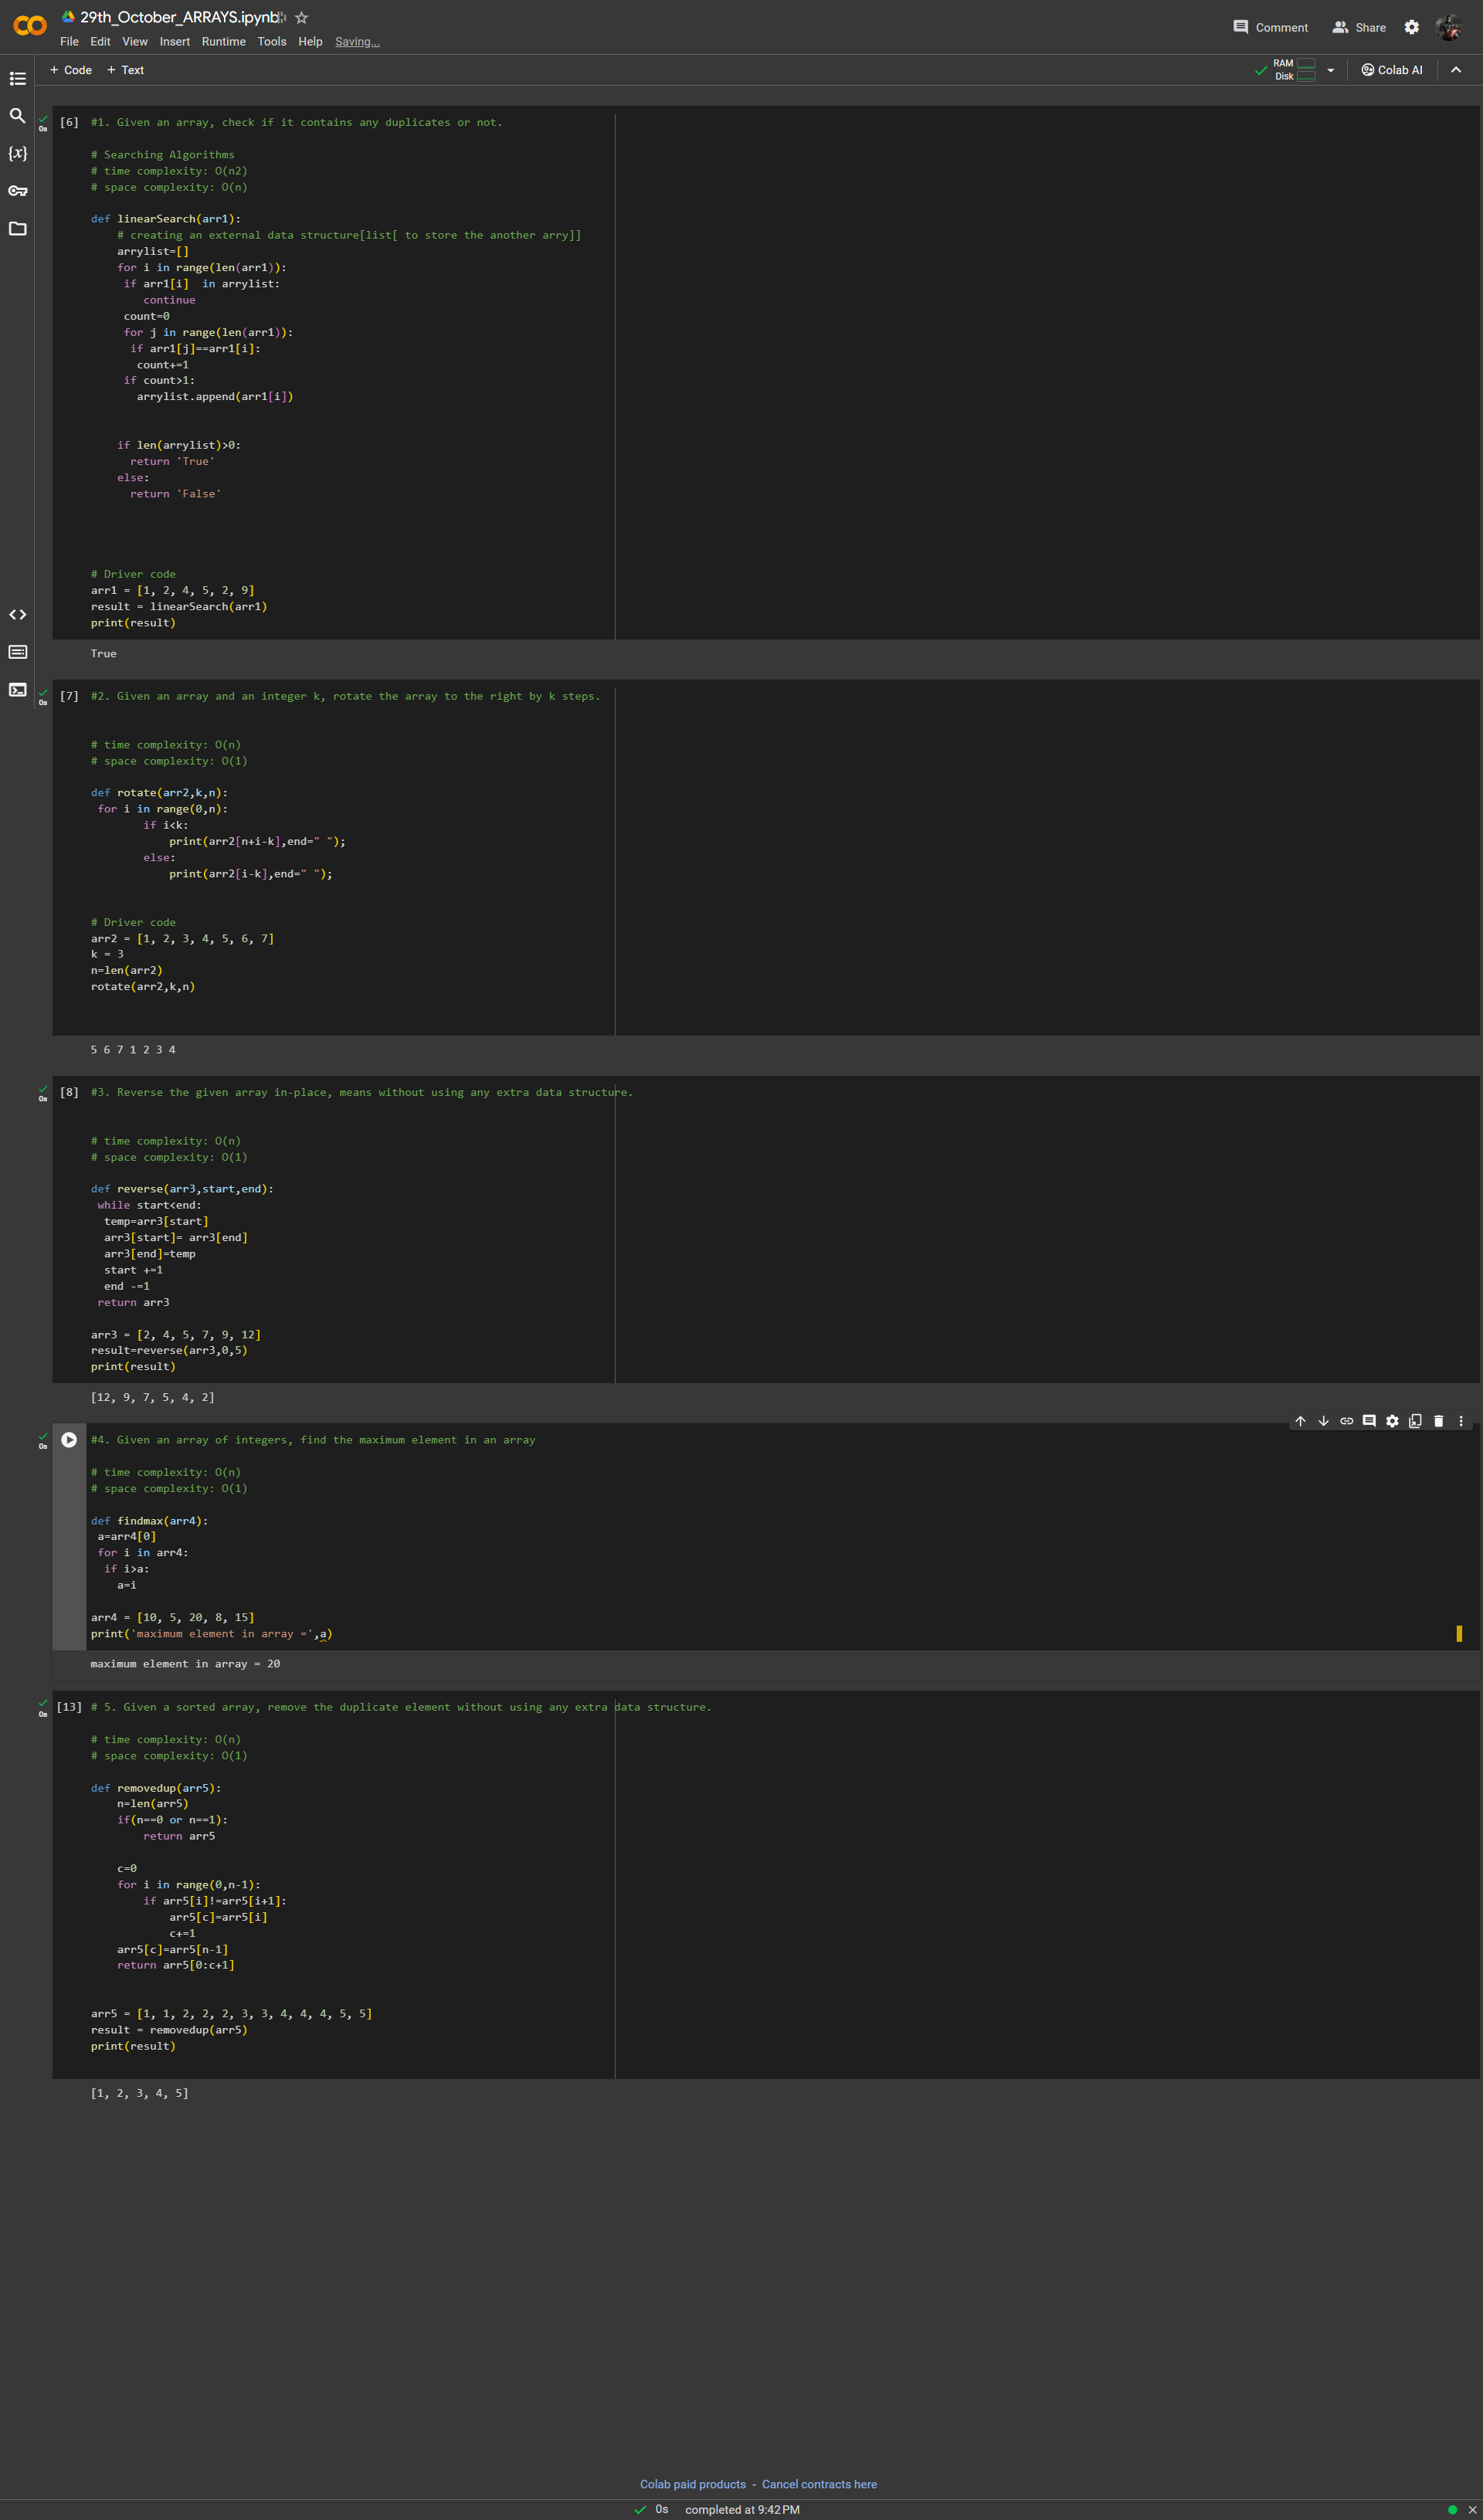 29th_October_ARRAYS.ipynb
File Edit View Insert Runtime Tools Help Saving...
Comment Share
+ Code + Text
RAM
Disk
Colab AI
0s
[6] #1. Given an array, check if it contains any duplicates or not.
# Searching Algorithms
# time complexity: O(n2)
# space complexity: O(n)
def linearSearch(arr1):
    # creating an external data structure[list[ to store the another arry]]
    arrylist=[]
    for i in range(len(arr1)):
     if arr1[i]  in arrylist:
        continue
     count=0
     for j in range(len(arr1)):
      if arr1[j]==arr1[i]:
       count+=1
     if count>1:
       arrylist.append(arr1[i])
    if len(arrylist)>0:
      return 'True'
    else:
      return 'False'
# Driver code
arr1 = [1, 2, 4, 5, 2, 9]
result = linearSearch(arr1)
print(result)
True
0s
[7] #2. Given an array and an integer k, rotate the array to the right by k steps.
# time complexity: O(n)
# space complexity: O(1)
def rotate(arr2,k,n):
 for i in range(0,n):
        if i<k:
            print(arr2[n+i-k],end=" ");
        else:
            print(arr2[i-k],end=" ");
# Driver code
arr2 = [1, 2, 3, 4, 5, 6, 7]
k = 3
n=len(arr2)
rotate(arr2,k,n)
5 6 7 1 2 3 4
0s
[8] #3. Reverse the given array in-place, means without using any extra data structure.
# time complexity: O(n)
# space complexity: O(1)
def reverse(arr3,start,end):
 while start<end:
  temp=arr3[start]
  arr3[start]= arr3[end]
  arr3[end]=temp
  start +=1
  end -=1
 return arr3
arr3 = [2, 4, 5, 7, 9, 12]
result=reverse(arr3,0,5)
print(result)
[12, 9, 7, 5, 4, 2]
0s
#4. Given an array of integers, find the maximum element in an array
# time complexity: O(n)
# space complexity: O(1)
def findmax(arr4):
 a=arr4[0]
 for i in arr4:
  if i>a:
    a=i
arr4 = [10, 5, 20, 8, 15]
print('maximum element in array =',a)
maximum element in array = 20
0s
[13] # 5. Given a sorted array, remove the duplicate element without using any extra data structure.
# time complexity: O(n)
# space complexity: O(1)
def removedup(arr5):
    n=len(arr5)
    if(n==0 or n==1):
        return arr5
    c=0
    for i in range(0,n-1):
        if arr5[i]!=arr5[i+1]:
            arr5[c]=arr5[i]
            c+=1
    arr5[c]=arr5[n-1]
    return arr5[0:c+1]
arr5 = [1, 1, 2, 2, 2, 3, 3, 4, 4, 4, 5, 5]
result = removedup(arr5)
print(result)
[1, 2, 3, 4, 5]
Colab paid products - Cancel contracts here
0s completed at 9:42 PM